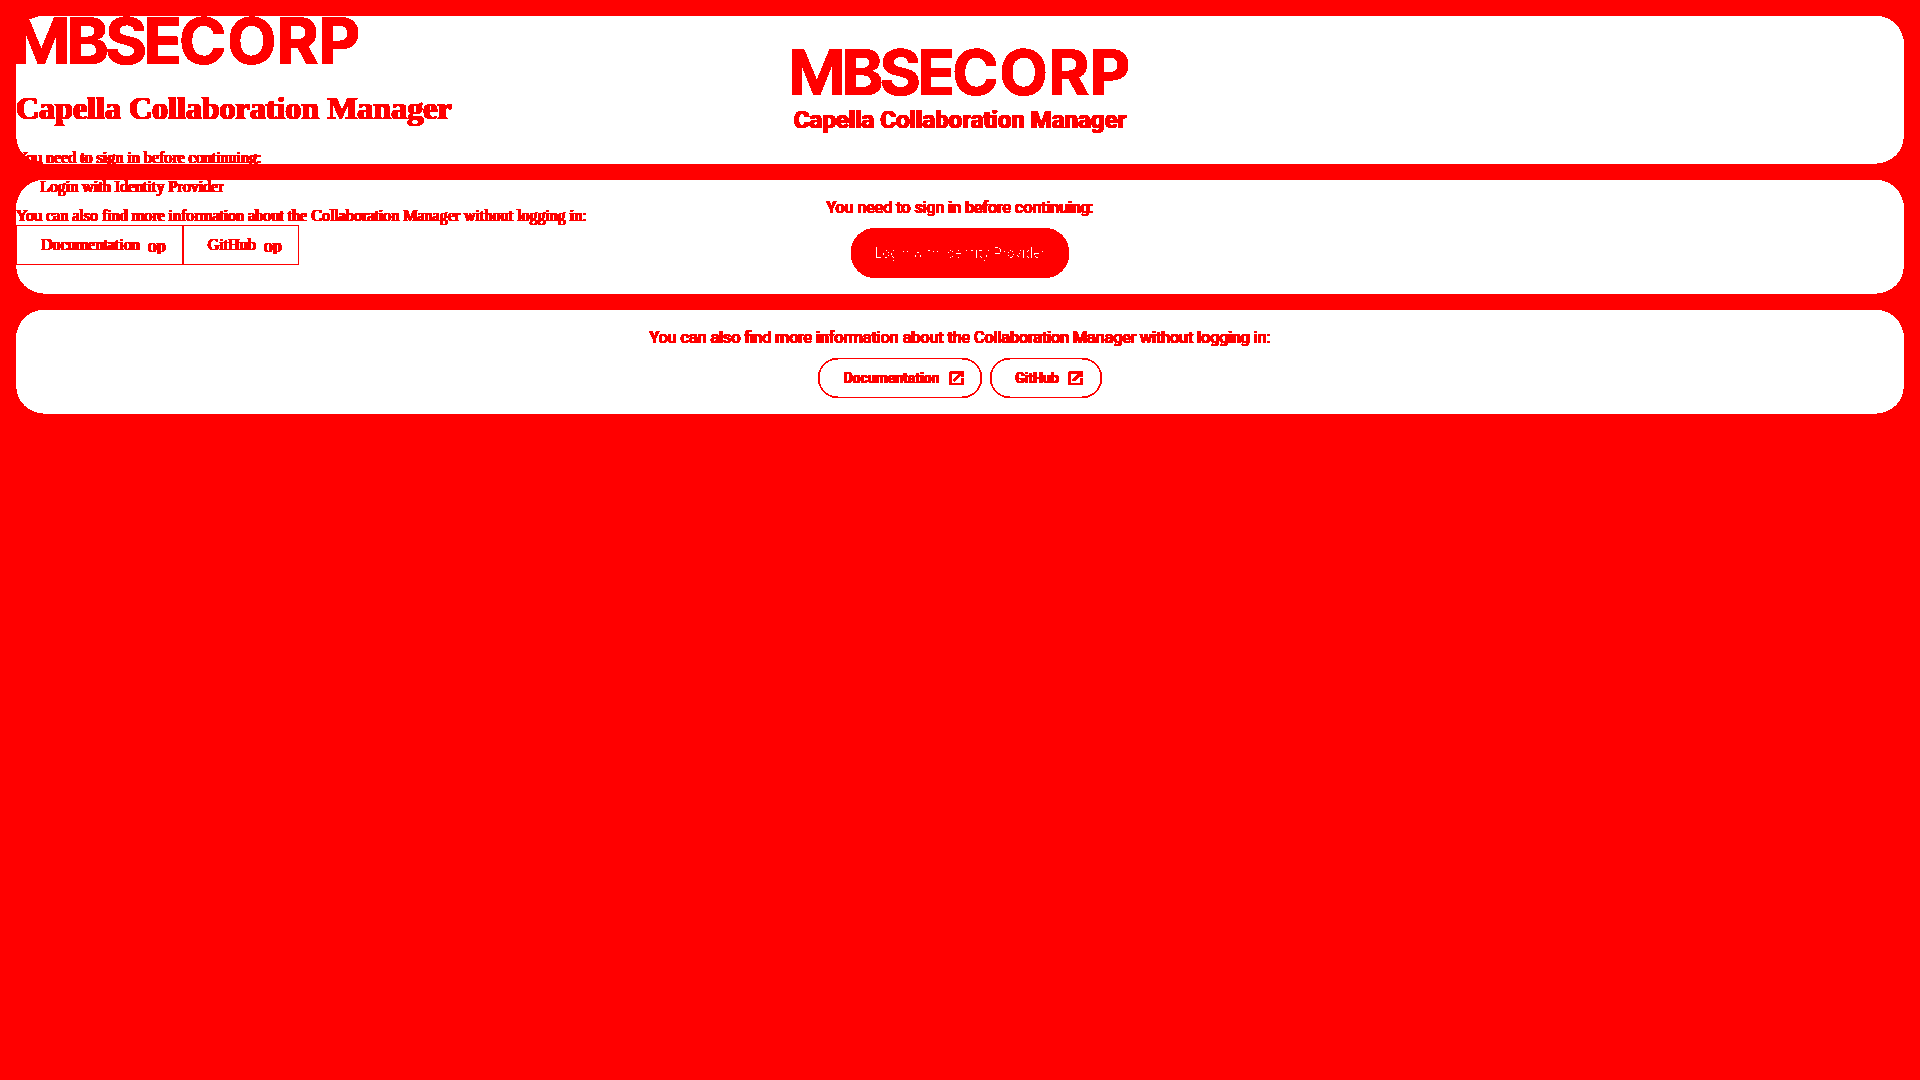 MBSECORP
Capella Collaboration Manager
You need to sign in before continuing:
Login with Identity Provider
You can also find more information about the Collaboration Manager without logging in:
Documentation op GitHub op
MBSECORP
Capella Collaboration Manager
You need to sign in before continuing:
Login with Identity Provider
You can also find more information about the Collaboration Manager without logging in:
Documentation GitHub